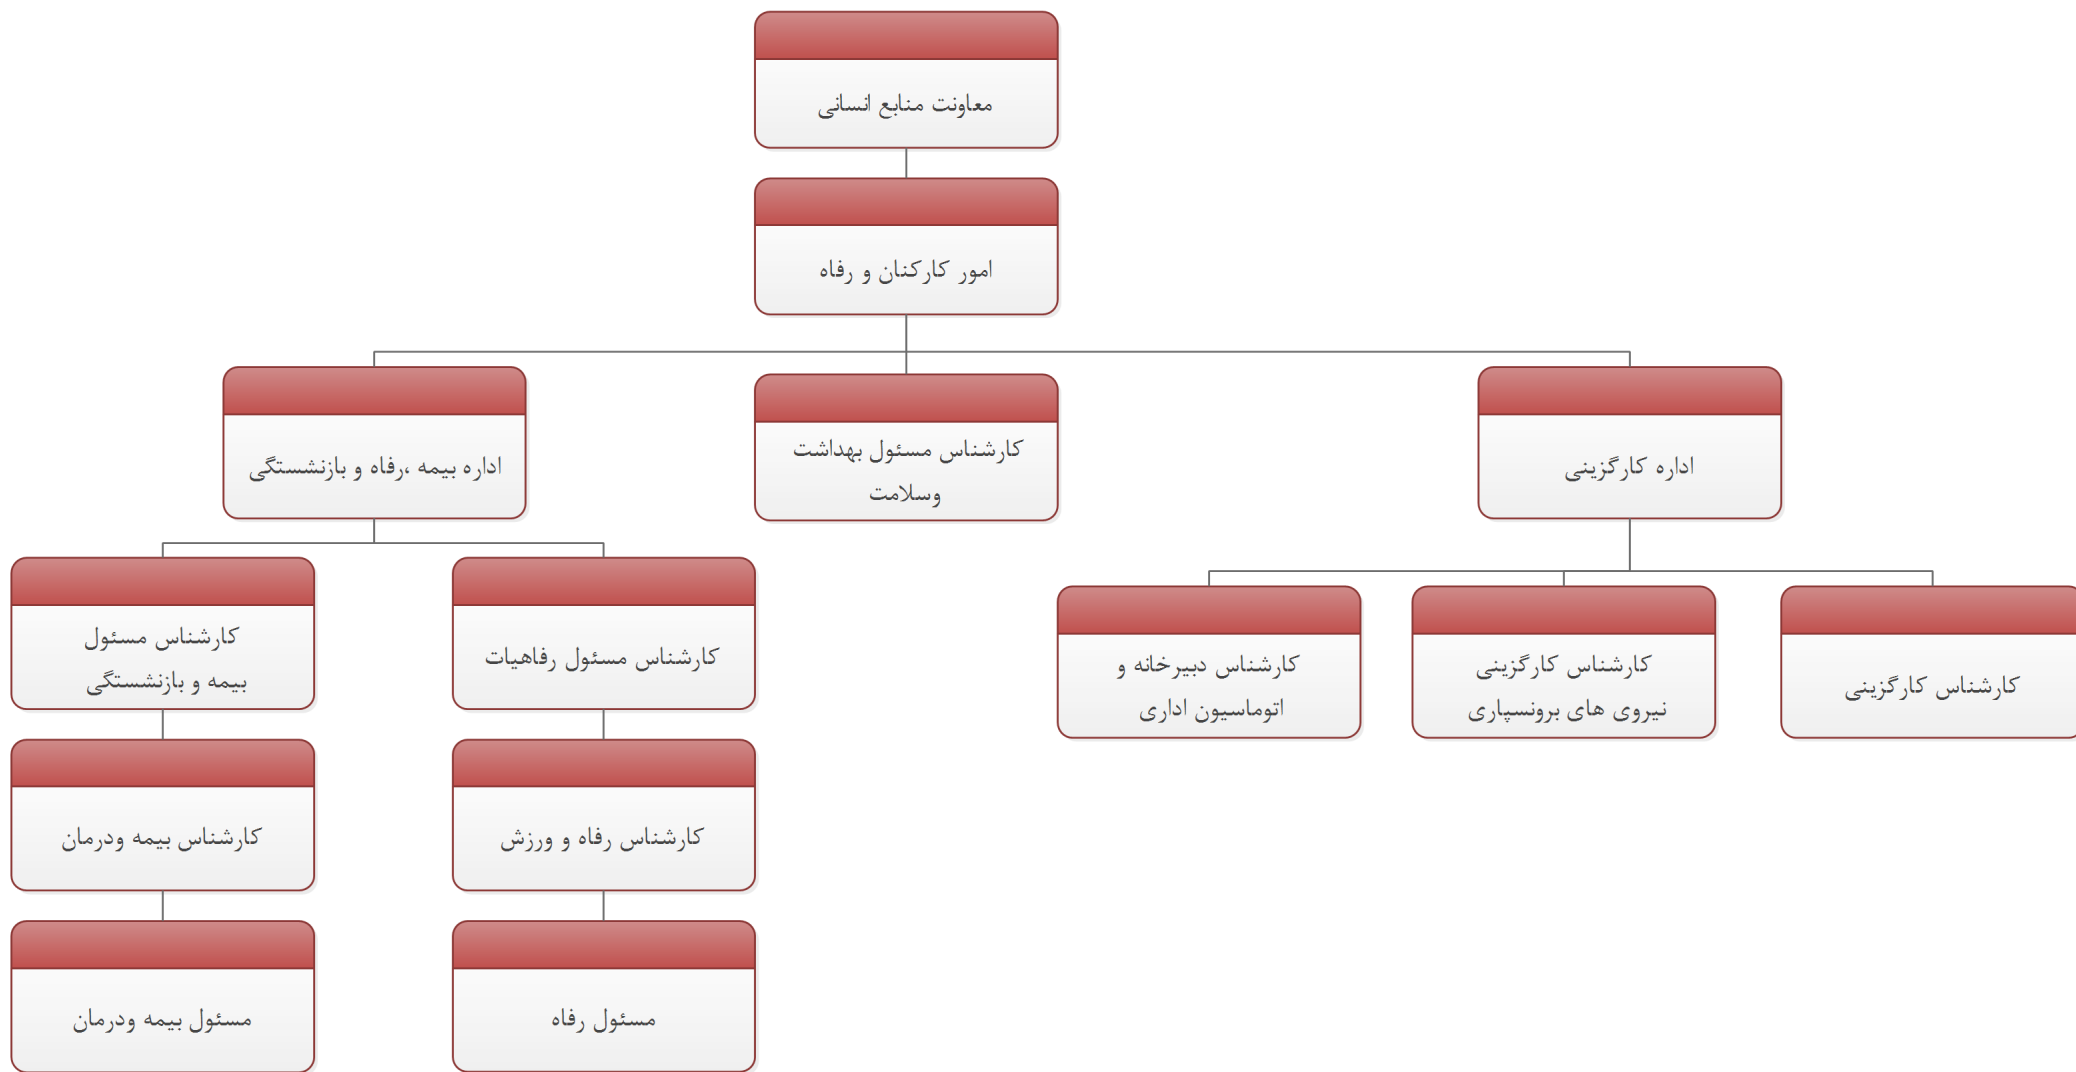 معاونت منابع انسانی
امور کارکنان و رفاه
اداره کارگزینی
کارشناس مسئول بهداشت
وسلامت
اداره بیمه ،رفاه و بازنشستگی
کارشناس کارگزینی
کارشناس کارگزینی
نیروی های برونسپاری
کارشناس دبیرخانه و
اتوماسیون اداری
کارشناس مسئول رفاهیات
کارشناس مسئول
بیمه و بازنشستگی
کارشناس رفاه و ورزش
کارشناس بیمه ودرمان
مسئول رفاه
مسئول بیمه ودرمان